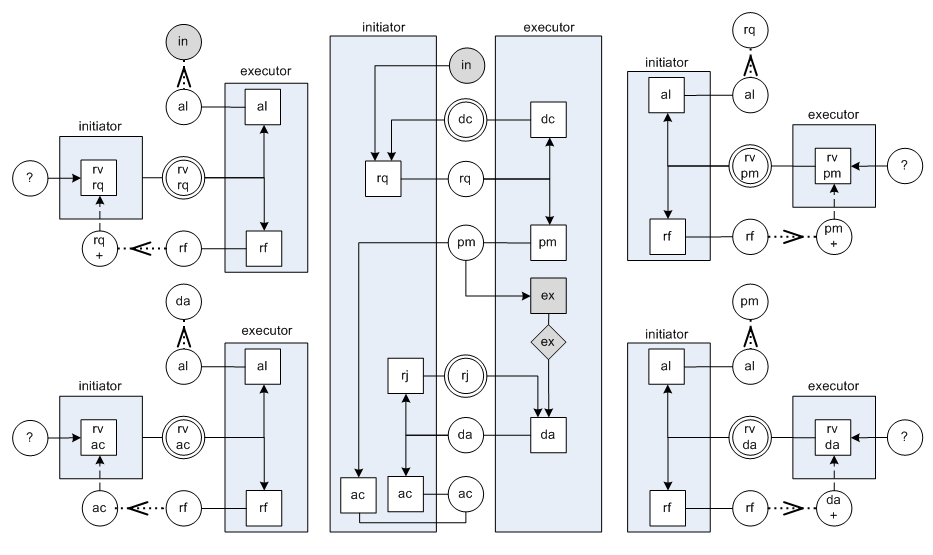 in
executor
al
al
initiator
?
rv
rq
rv
rq
rq
+
rf
rf
da
executor
al
al
initiator
?
rv
ac
rv
ac
ac
rf
rf
initiator
executor
in
dc
dc
rq
rq
pm
pm
ex
ex
rj
rj
da
da
ac
ac
ac
rq
initiator
al
al
executor
rv
pm
rv
pm
?
rf
rf
pm
+
pm
initiator
al
al
executor
rv
da
rv
da
?
rf
rf
da
+